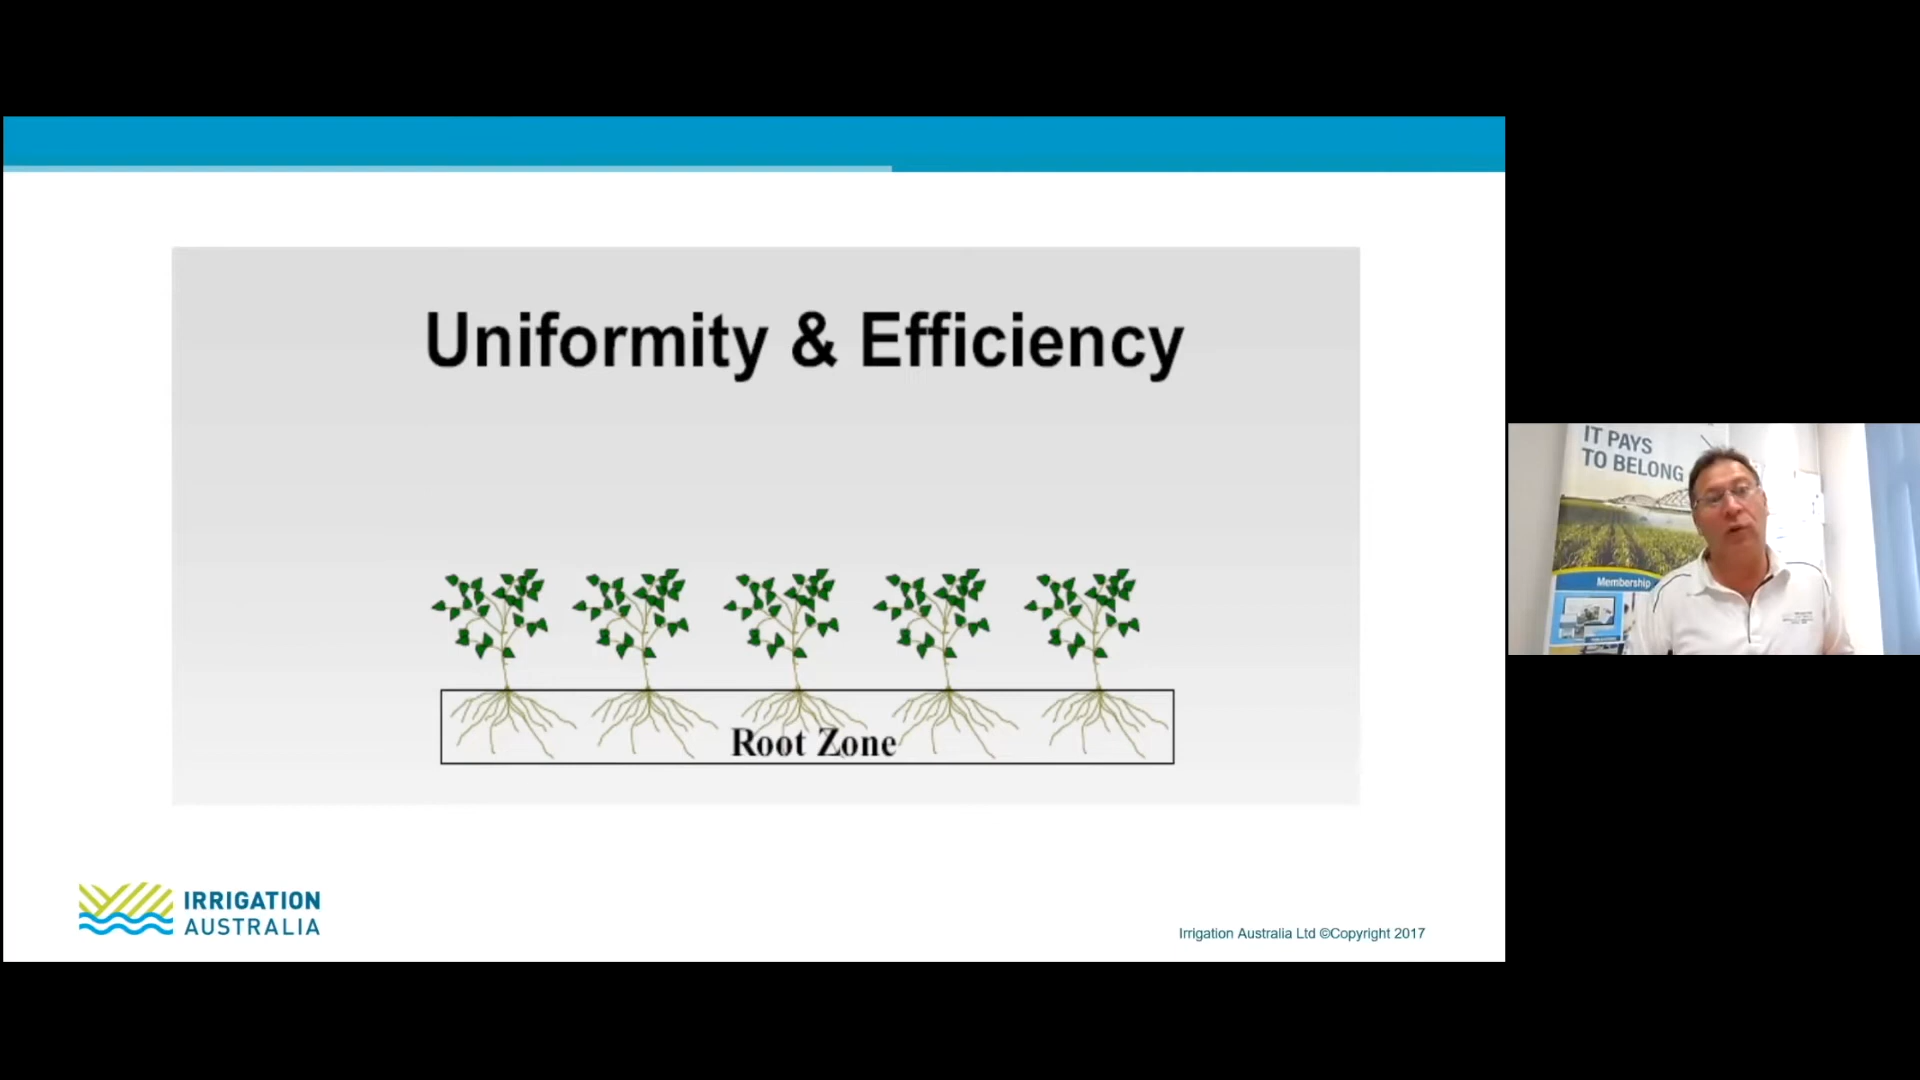 Uniformity & Efficiency
Root Zone
IRRIGATION
AUSTRALIA
Irrigation Australia Ltd ©Copyright 2017
IT PAYS
TO BELONG
Membership